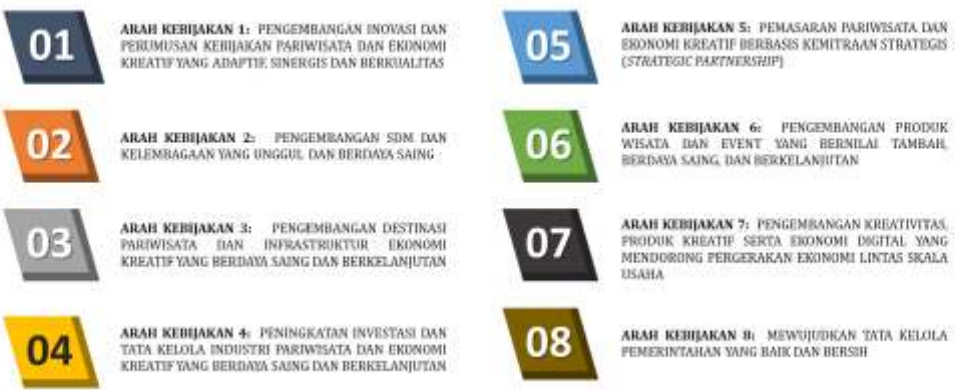 01
ARAH KEBIJAKAN 1: PENGEMBANGAN INOVASI DAN
PERUMUSAN KEBIJAKAN PARIWISATA DAN EKONOMI
KREATIF YANG ADAPTIF, SINERGIS DAN BERKUALITAS
02
ARAH KEBIJAKAN 2: PENGEMBANGAN SDM DAN
KELEMBAGAAN YANG UNGGUL DAN BERDAYA SAING
03
ARAH KEBIJAKAN 3: PENGEMBANGAN DESTINASI
PARIWISATA DAN INFRASTRUKTUR EKONOMI
KREATIF YANG BERDAYA SAING DAN BERKELANJUTAN
04
ARAH KEBIJAKAN 4: PENINGKATAN INVESTASI DAN
TATA KELOLA INDUSTRI PARIWISATA DAN EKONOMI
KREATIF YANG BERDAYA SAING DAN BERKELANJUTAN
05
ARAH KEBIJAKAN 5: PEMASARAN PARIWISATA DAN
EKONOMI KREATIF BERBASIS KEMITRAAN STRATEGIS
(STRATEGIC PARTNERSHIP)
06
ARAH KEBIJAKAN 6: PENGEMBANGAN PRODUK
WISATA DAN EVENT YANG BERNILAI TAMBAH,
BERDAYA SAING, DAN BERKELANJUTAN
07
ARAH KEBIJAKAN 7: PENGEMBANGAN KREATIVITAS,
PRODUK KREATIF SERTA EKONOMI DIGITAL YANG
MENDORONG PERGERAKAN EKONOMI LINTAS SKALA
USAHA
08
ARAH KEBIJAKAN 8: MEWUJUDKAN TATA KELOLA
PEMERINTAHAN YANG BAIK DAN BERSIH